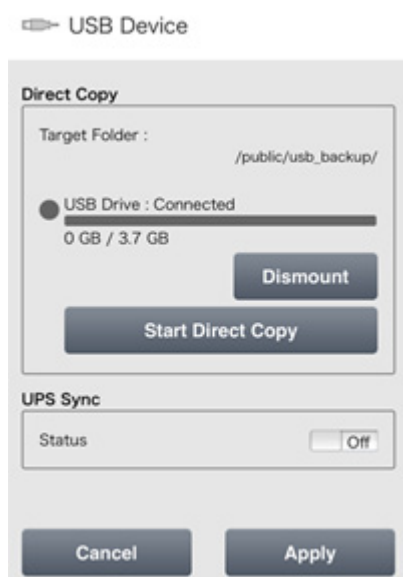 USB Device
Direct Copy
Target Folder :
/public/usb_backup/
USB Drive : Connected
0 GB / 3.7 GB
Dismount
Start Direct Copy
UPS Sync
Status
Off
Cancel
Apply